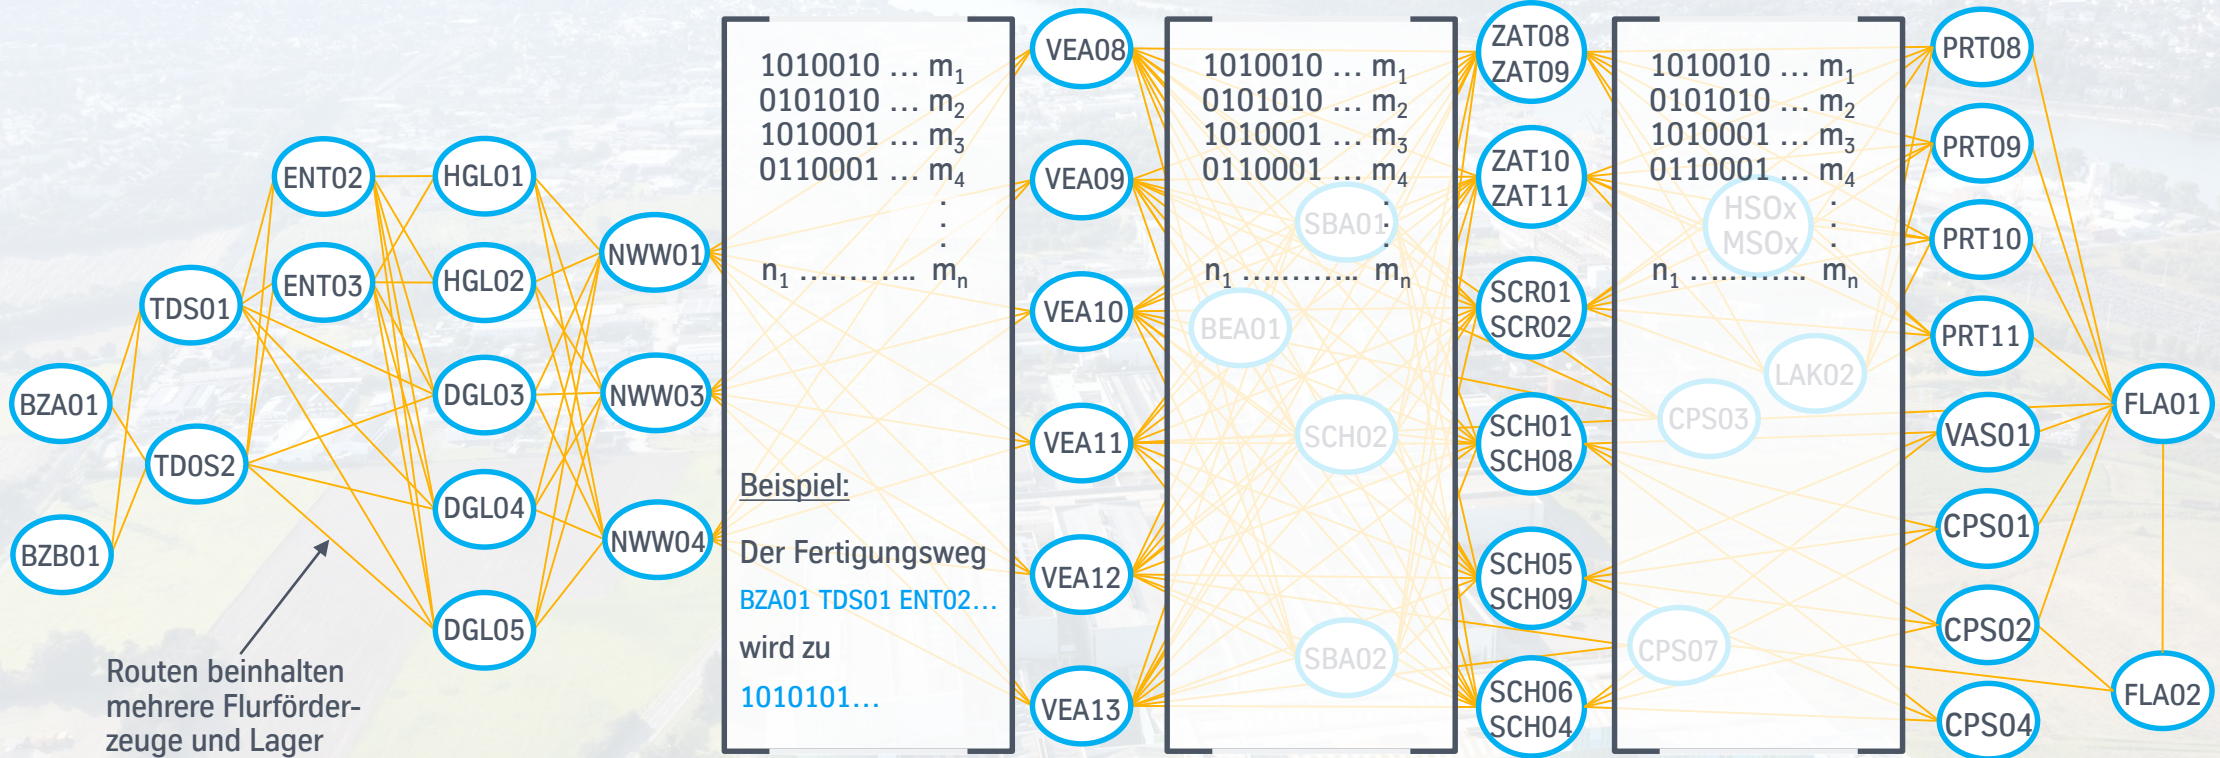 BZA01
BZB01
TDS01
TD0S2
ENT02
ENT03
HGL01
HGL02
DGL03
DGL04
DGL05
NWW01
NWW03
NWW04
Routen beinhalten
mehrere Flurförder-
zeuge und Lager
1010010 … m₁
0101010 … m₂
1010001 … m₃
0110001 … m₄
.
.
.
n₁ ........... mₙ
Beispiel:
Der Fertigungsweg
BZA01 TDS01 ENT02…
wird zu
1010101…
VEA08
VEA09
VEA10
VEA11
VEA12
VEA13
1010010 … m₁
0101010 … m₂
1010001 … m₃
0110001 … m₄
.
.
.
n₁ ........... mₙ
SBA01
BEA01
SCH02
SBA02
ZAT08
ZAT09
ZAT10
ZAT11
SCR01
SCR02
SCH01
SCH08
SCH05
SCH09
SCH06
SCH04
1010010 … m₁
0101010 … m₂
1010001 … m₃
0110001 … m₄
.
.
.
n₁ ........... mₙ
HSOx
MSOx
LAK02
CPS03
CPS07
PRT08
PRT09
PRT10
PRT11
VAS01
CPS01
CPS02
CPS04
FLA01
FLA02